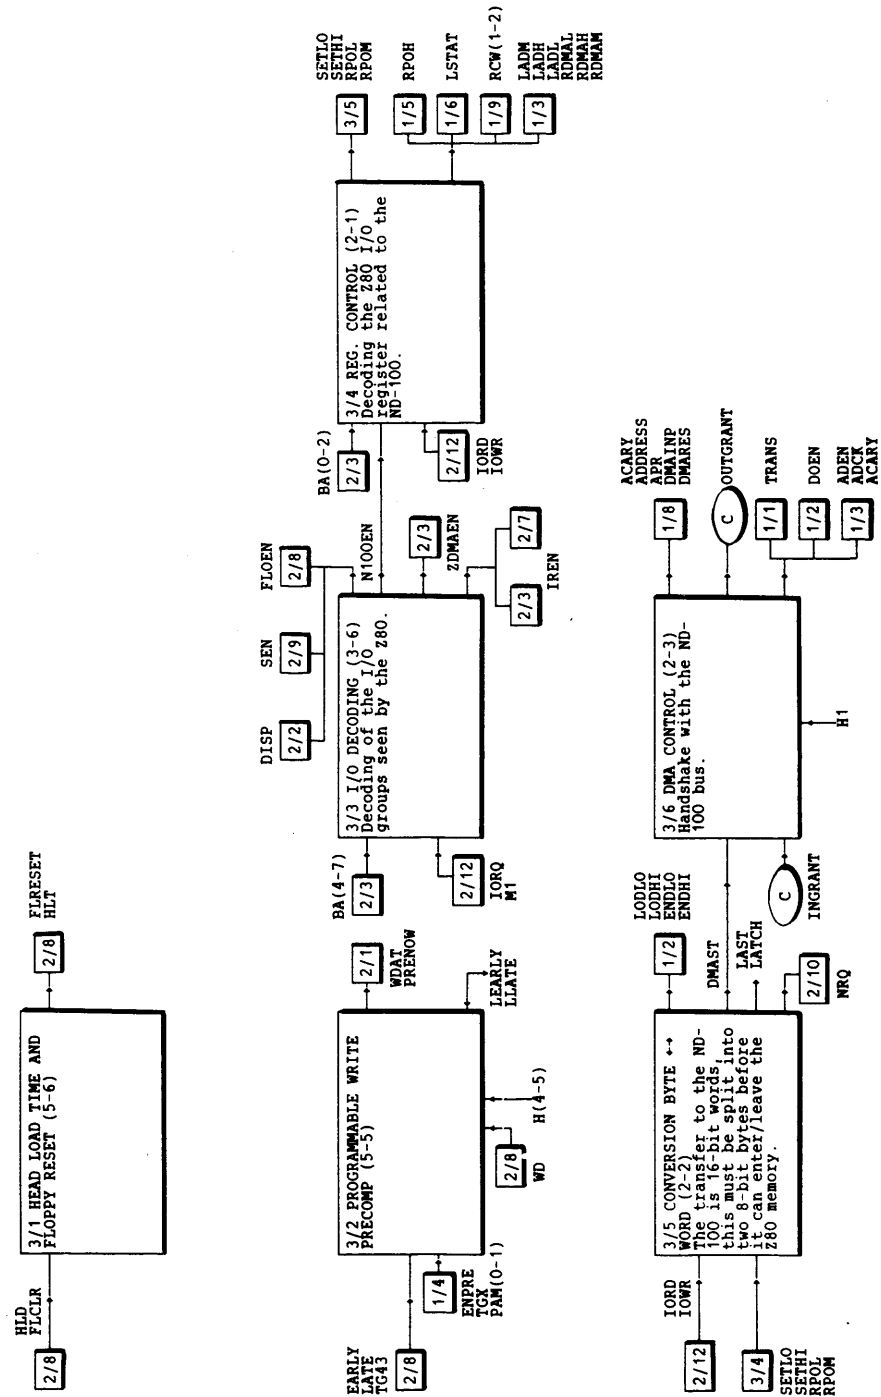 HLD
FLCLR
2/8
3/1 HEAD LOAD TIME AND
FLOPPY RESET (5-6)
2/8
FLRESET
HLT
EARLY
LATE
TG43
2/8
1/4
ENPRE
TGX
PAM(0-1)
3/2 PROGRAMMABLE WRITE
PRECOMP (5-5)
2/8
WD
H(4-5)
2/1
WDAT
PRENOW
LEARLY
LLATE
BA(4-7)
2/3
2/12
IORQ
M1
3/3 I/O DECODING (3-6)
Decoding of the I/O
groups seen by the Z80.
DISP
2/2
SEN
2/9
FLOEN
2/8
N100EN
2/3
ZDMAEN
2/3
2/7
IREN
BA(0-2)
2/3
2/12
IORD
IOWR
3/4 REG. CONTROL (2-1)
Decoding the Z80 I/O
register related to the
ND-100.
3/5
SETLO
SETHI
RPOL
RPOM
1/5
RPOH
1/6
LSTAT
1/9
RCW(1-2)
1/3
LADM
LADH
LADL
RDMAL
RDMAH
RDMAM
IORD
IOWR
2/12
3/4
SETLO
SETHI
RPOL
RPOM
3/5 CONVERSION BYTE ↔
WORD (2-2)
The transfer to the ND-
100 is 16-bit words,
this must be split into
two 8-bit bytes before
it can enter/leave the
Z80 memory.
1/2
LODLO
LODHI
ENDLO
ENDHI
DMAST
LAST
LATCH
2/10
MRQ
C
INGRANT
3/6 DMA CONTROL (2-3)
Handshake with the ND-
100 bus.
H1
1/8
ACARY
ADDRESS
APR
DMAINP
DMARES
C
OUTGRANT
1/1
TRANS
1/2
DOEN
1/3
ADEN
ADCK
ACARY